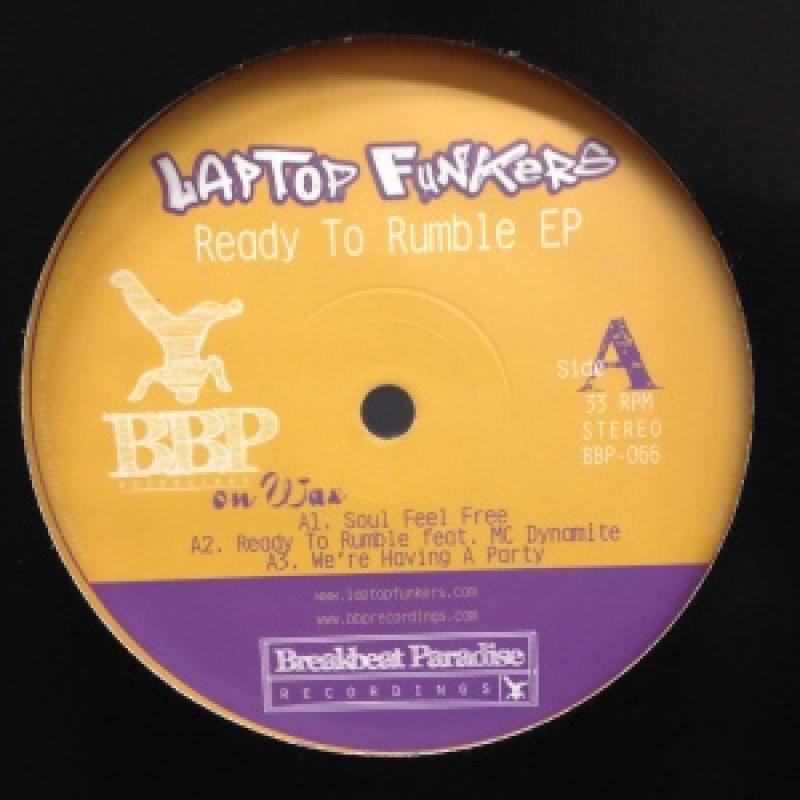 LAPTOP FUNKERS
Ready To Rumble EP
Side A
33 RPM
STEREO
BBP-066
BBP
RECORDINGS
on Wax
A1. Soul Feel Free
A2. Ready To Rumble feat. MC Dynamite
A3. We're Having A Party
www.laptopfunkers.com
www.bbprecordings.com
Breakbeat Paradise
RECORDINGS